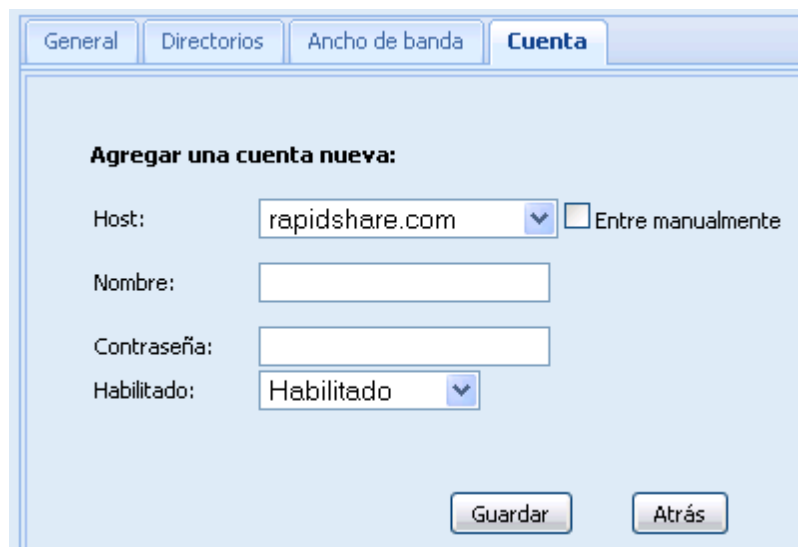 General Directorios Ancho de banda Cuenta
Agregar una cuenta nueva:
Host: rapidshare.com Entre manualmente
Nombre:
Contraseña:
Habilitado: Habilitado
Guardar Atrás